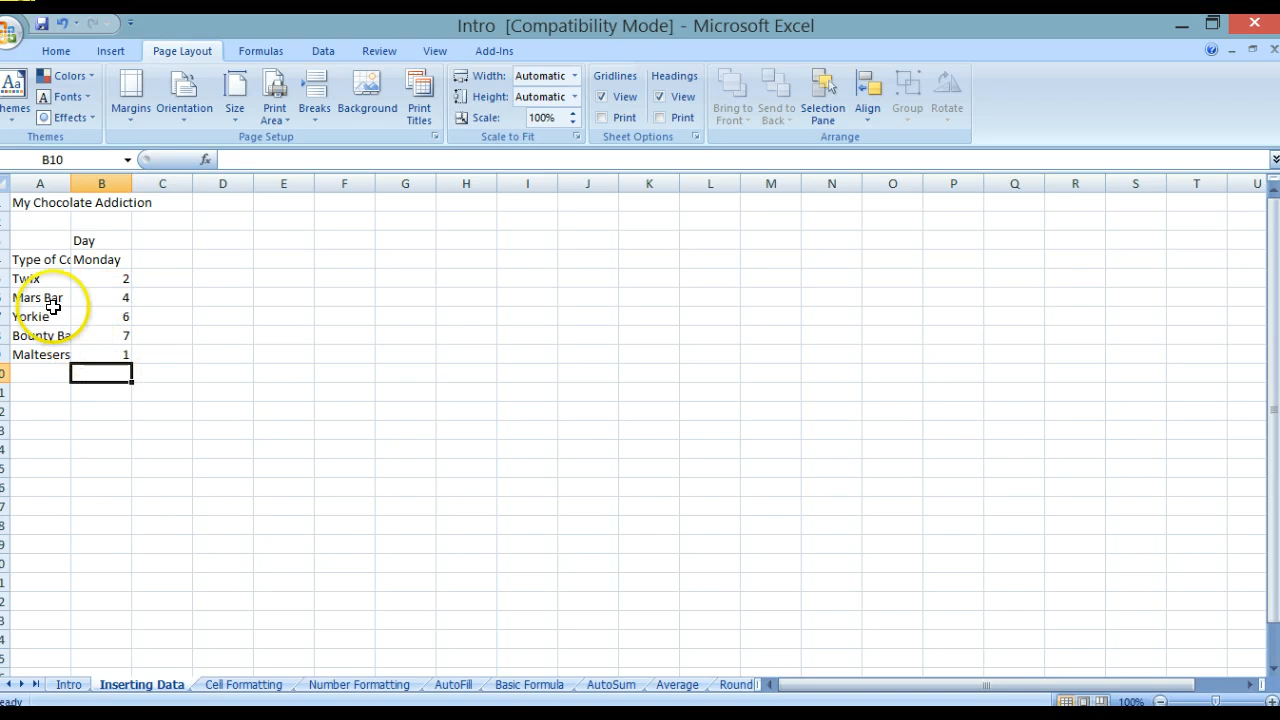 Intro [Compatibility Mode] - Microsoft Excel
Home Insert Page Layout Formulas Data Review View Add-Ins
Colors Width: Automatic Gridlines Headings
Fonts Height: Automatic View View
Effects Scale: 100% Print Print
Margins Orientation Size Print Area Breaks Background Print Titles
Bring to Front Send to Back Selection Pane Align Group Rotate
Themes Page Setup Scale to Fit Sheet Options Arrange
B10 fx
A B C D E F G H I J K L M N O P Q R S T U
My Chocolate Addiction
Day
Type of Co Monday
Twix 2
Mars Bar 4
Yorkie 6
Bounty Ba 7
Maltesers 1
Intro Inserting Data Cell Formatting Number Formatting AutoFill Basic Formula AutoSum Average Round
100%